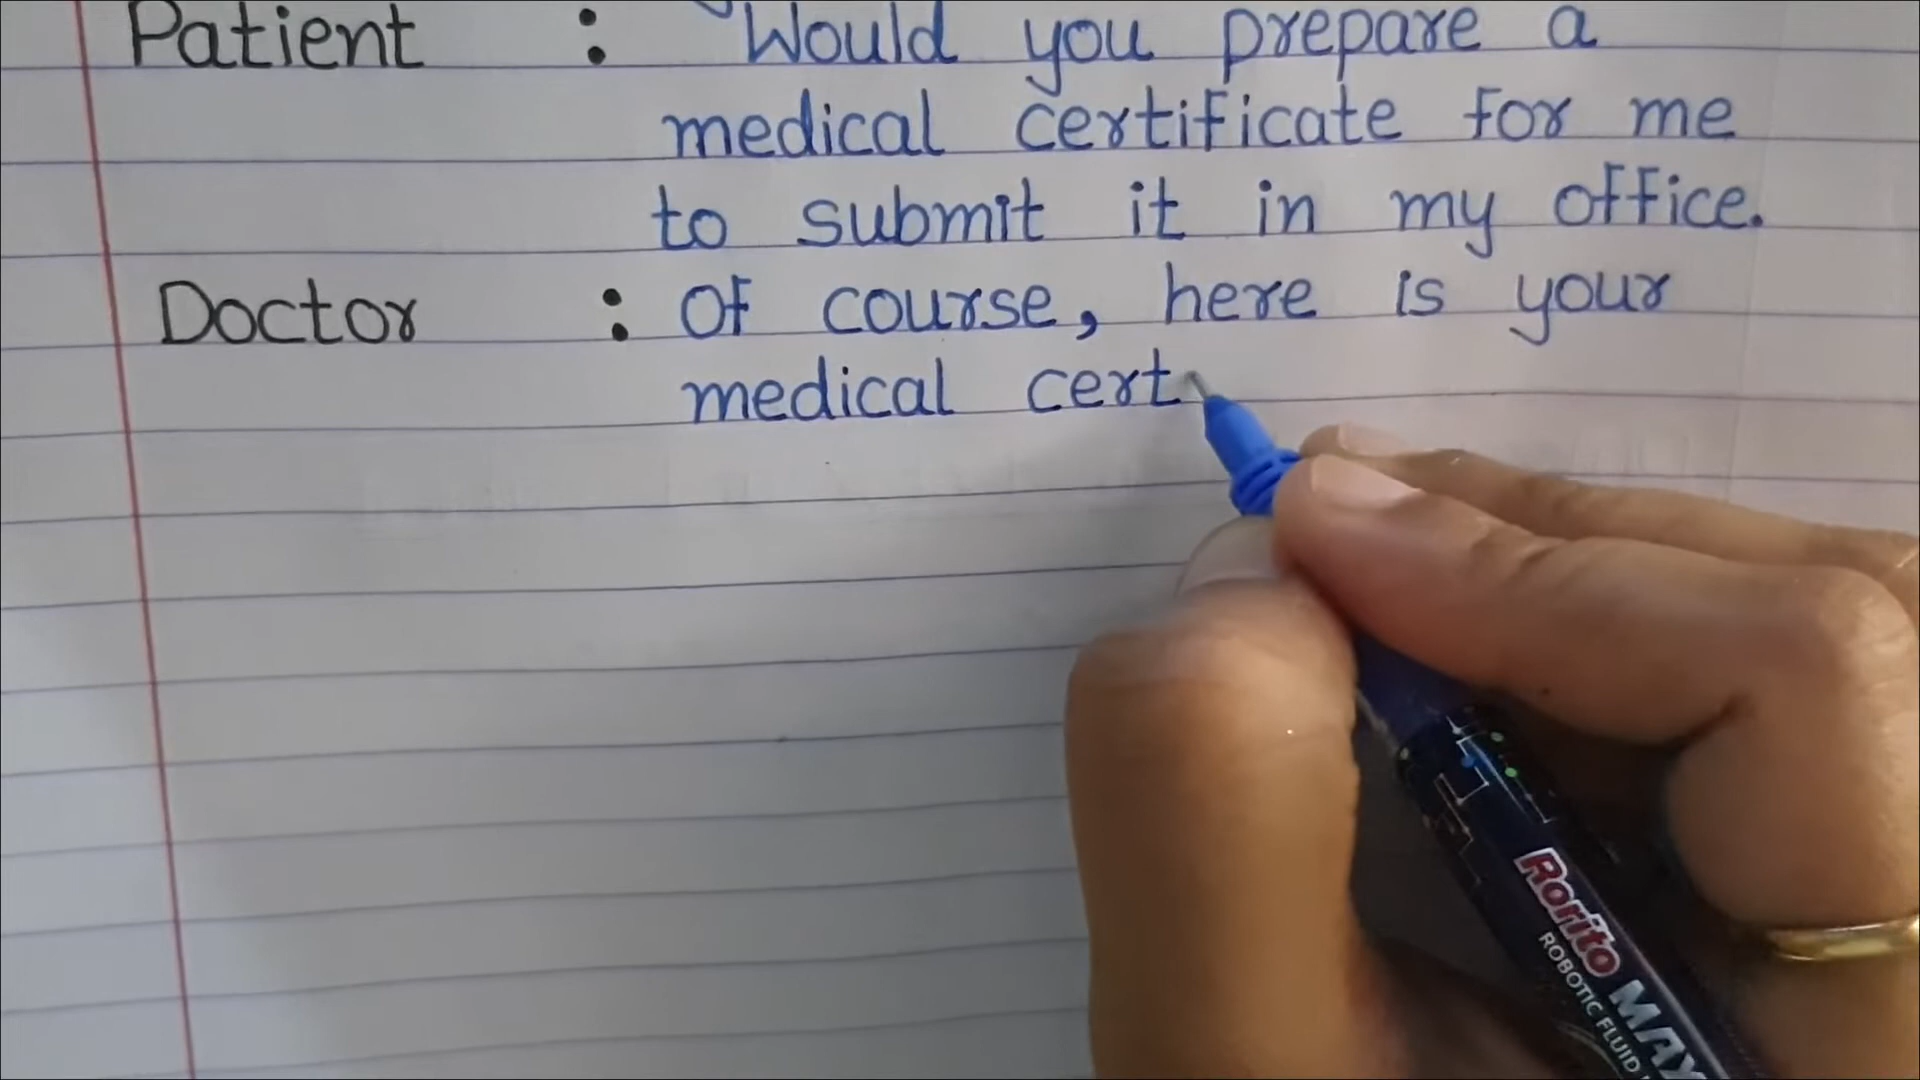 Patient : Would you prepare a
medical certificate for me
to submit it in my office.
Doctor : Of course, here is your
medical cert
Rorito MAX
ROBOTIC FLUID